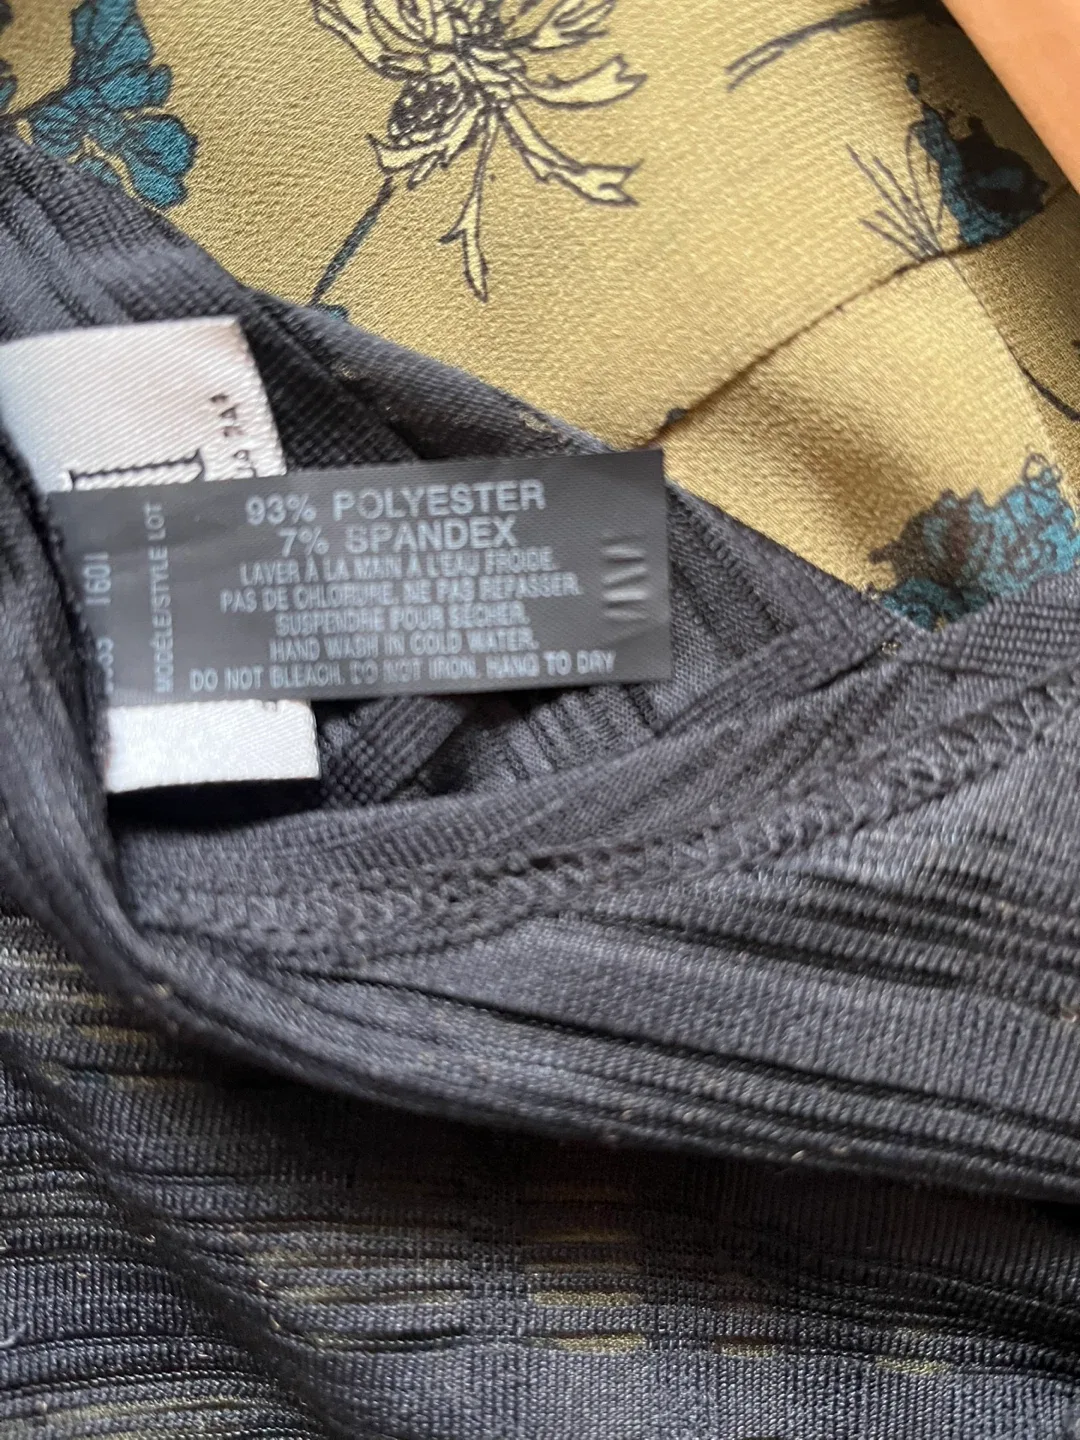 93% POLYESTER
7% SPANDEX
LAVER À LA MAIN À L'EAU FROIDE.
PAS DE CHLORURE, NE PAS REPASSER.
SUSPENDRE POUR SÉCHER.
HAND WASH IN COLD WATER.
DO NOT BLEACH. DO NOT IRON. HANG TO DRY
MODÈLE/STYLE LOT
1601